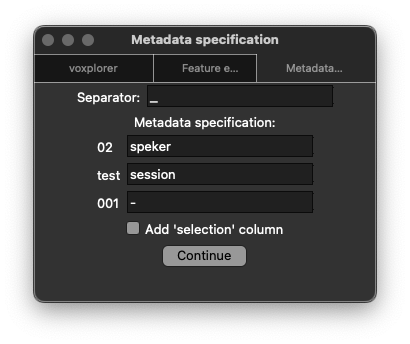 Metadata specification
voxplorer Feature e... Metadata...
Separator: _
Metadata specification:
02 speker
test session
001 -
Add 'selection' column
Continue